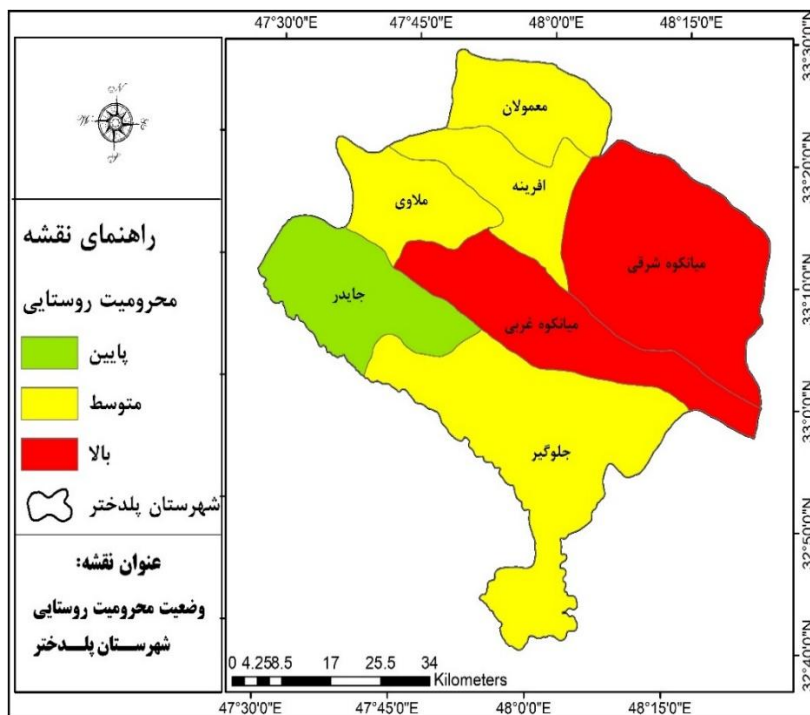 47°30'0"E 47°45'0"E 48°0'0"E 48°15'0"E
N
W E
S
راهنمای نقشه
محرومیت روستایی
پایین
متوسط
بالا
شهرستان پلدختر
عنوان نقشه:
وضعیت محرومیت روستایی
شهرســتان پلــدختر
معمولان
افرینه
ملاوی
میانکوه شرقی
جایدر
میانکوه غربی
جلوگیر
33°30'0"N
33°20'0"N
33°10'0"N
33°0'0"N
32°50'0"N
32°40'0"N
0 4.258.5 17 25.5 34
Kilometers
47°30'0"E 47°45'0"E 48°0'0"E 48°15'0"E